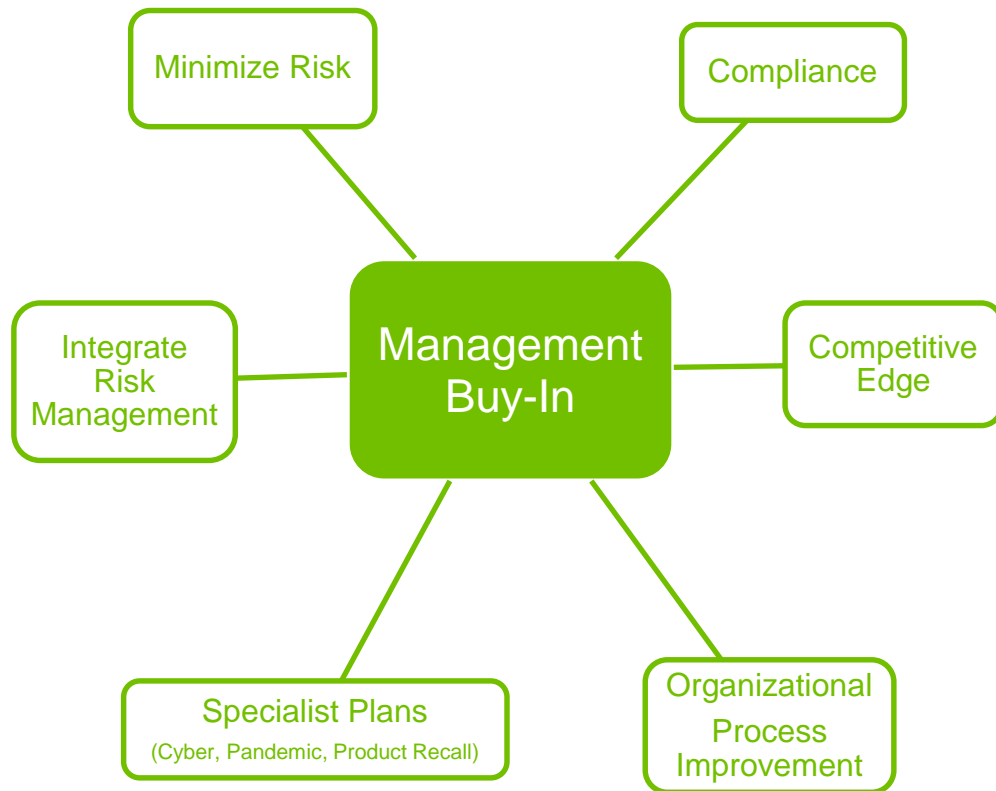 Minimize Risk
Compliance
Management
Buy-In
Integrate
Risk
Management
Competitive
Edge
Specialist Plans
(Cyber, Pandemic, Product Recall)
Organizational
Process
Improvement